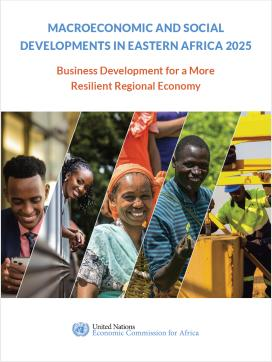 MACROECONOMIC AND SOCIAL
DEVELOPMENTS IN EASTERN AFRICA 2025
Business Development for a More
Resilient Regional Economy
United Nations
Economic Commission for Africa